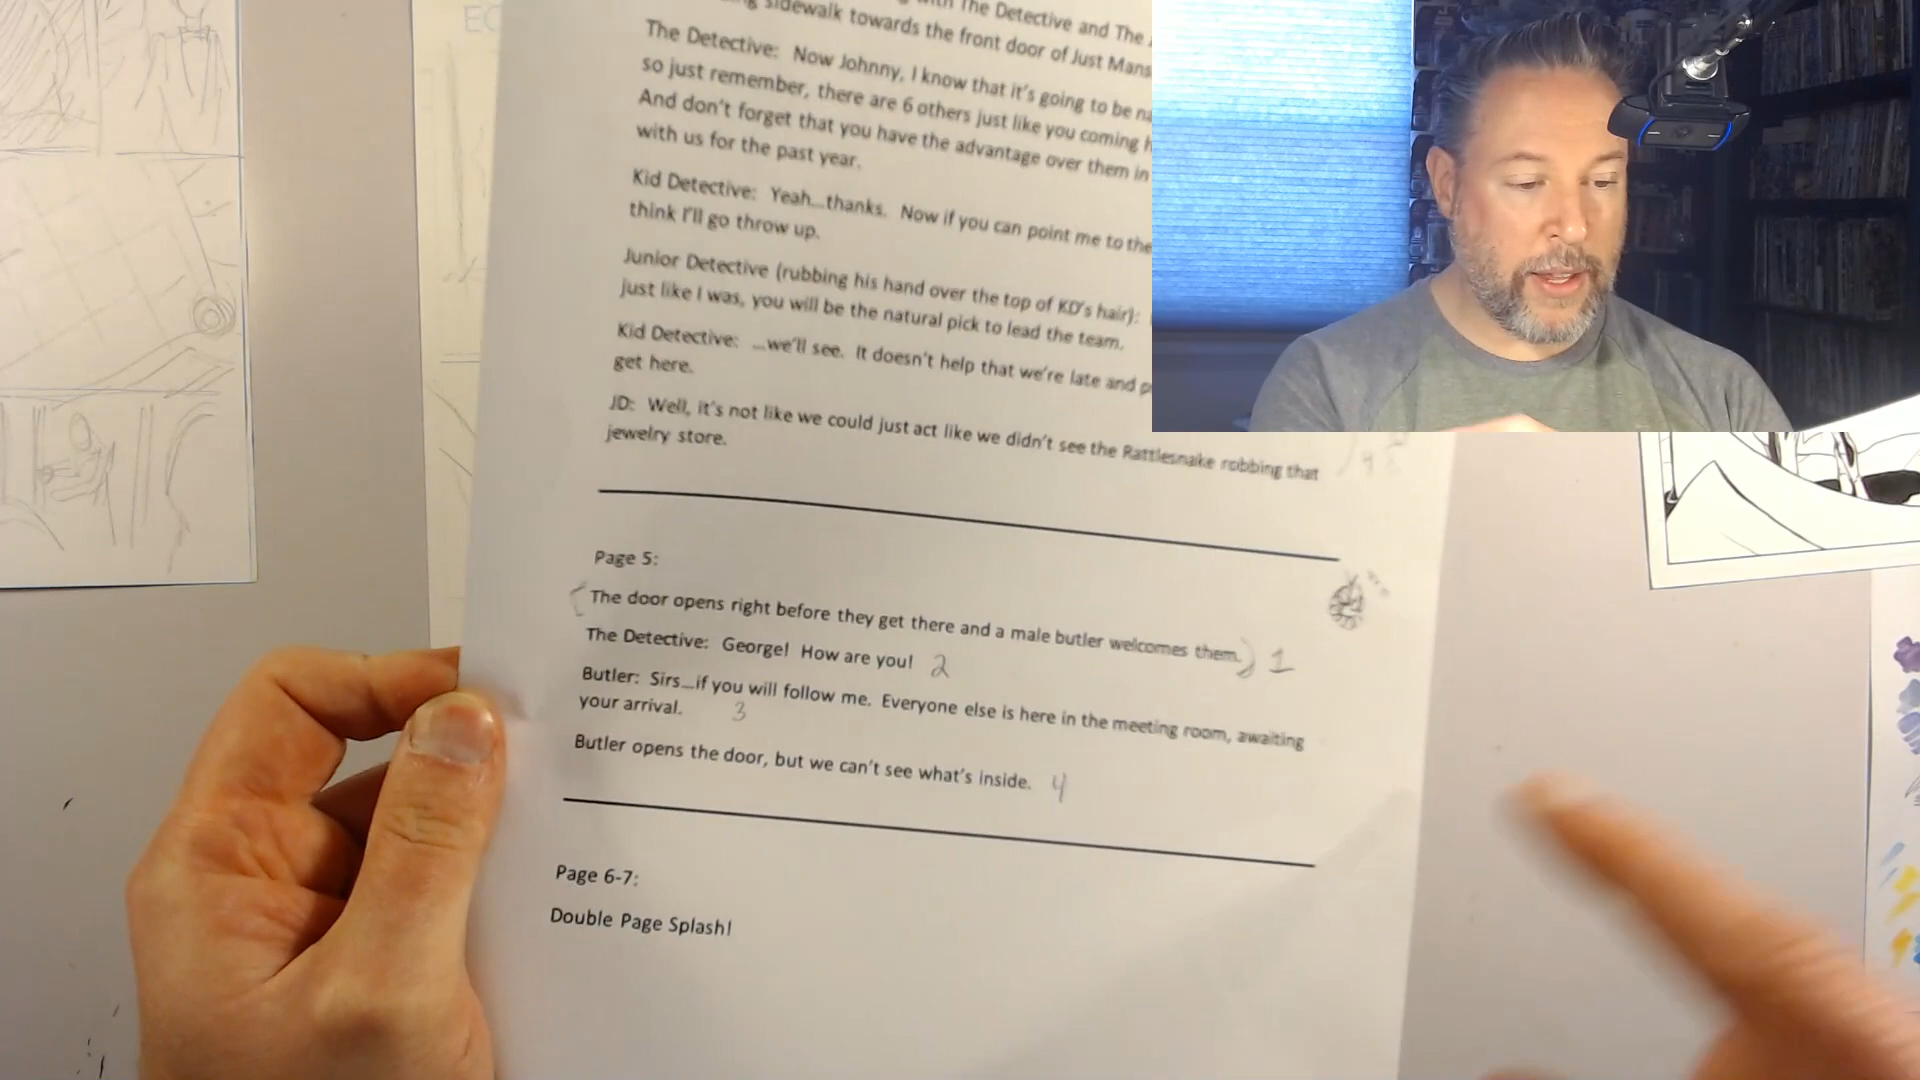 EC
with The Detective and The
sidewalk towards the front door of Just Mans
The Detective: Now Johnny, I know that it's going to be
so just remember, there are 6 others just like you coming
And don't forget that you have the advantage over them in
with us for the past year.
Kid Detective: Yeah...thanks. Now if you can point me to the
think I'll go throw up.
Junior Detective (rubbing his hand over the top of KD's hair):
just like I was, you will be the natural pick to lead the team.
Kid Detective: ...we'll see. It doesn't help that we're late and
get here.
JD: Well, it's not like we could just act like we didn't see the Rattlesnake robbing that
jewelry store.
Page 5:
(The door opens right before they get there and a male butler welcomes them.) 1
The Detective: George! How are you! 2
Butler: Sirs...if you will follow me. Everyone else is here in the meeting room, awaiting
your arrival. 3
Butler opens the door, but we can't see what's inside. 4
Page 6-7:
Double Page Splash!